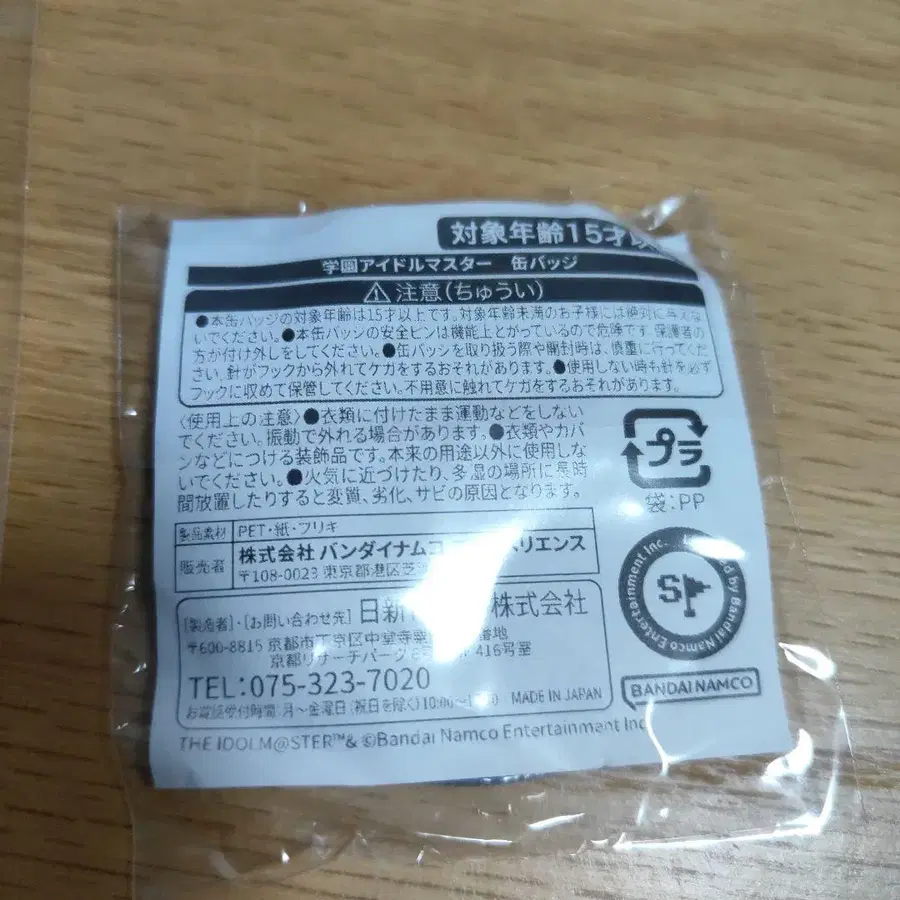 対象年齢15才以
学園アイドルマスター 缶バッジ
注意(ちゅうい)
●本缶バッジの対象年齢は15才以上です。対象年齢未満のお子様には絶対に与えな
いでください。●本缶バッジの安全ピンは機能上とがっているので危険です。保護者の
方が付け外しをしてください。●缶バッジを取り扱う際や開封時は、慎重に行ってくだ
さい。針がフックから外れてケガをするおそれがあります。●使用しない時も針を必ず
フックに収めて保管してください。不用意に触れてケガをするおそれがあります。
〈使用上の注意〉●衣類に付けたまま運動などをしない
でください。振動で外れる場合があります。●衣類やカバ
ンなどにつける装飾品です。本来の用途以外に使用しな
いでください。●火気に近づけたり、多湿の場所に長時
間放置したりすると変質、劣化、サビの原因となります。
プラ
袋:PP
製品素材 PET・紙・ブリキ
販売者 株式会社 バンダイナムコ ペリエンス
〒108-0023 東京都港区芝
[製造者]・[お問い合わせ先] 日新 株式会社
〒600-8815 京都市下京区中堂寺 番地
京都リサーチパーク 416号室
TEL:075-323-7020
お電話受付時間:月〜金曜日(祝日を除く)10:00〜 MADE IN JAPAN
THE IDOLM@STER™& ©Bandai Namco Entertainment Inc.
by Bandai Namco Entertainment Inc.
SP
BANDAI NAMCO